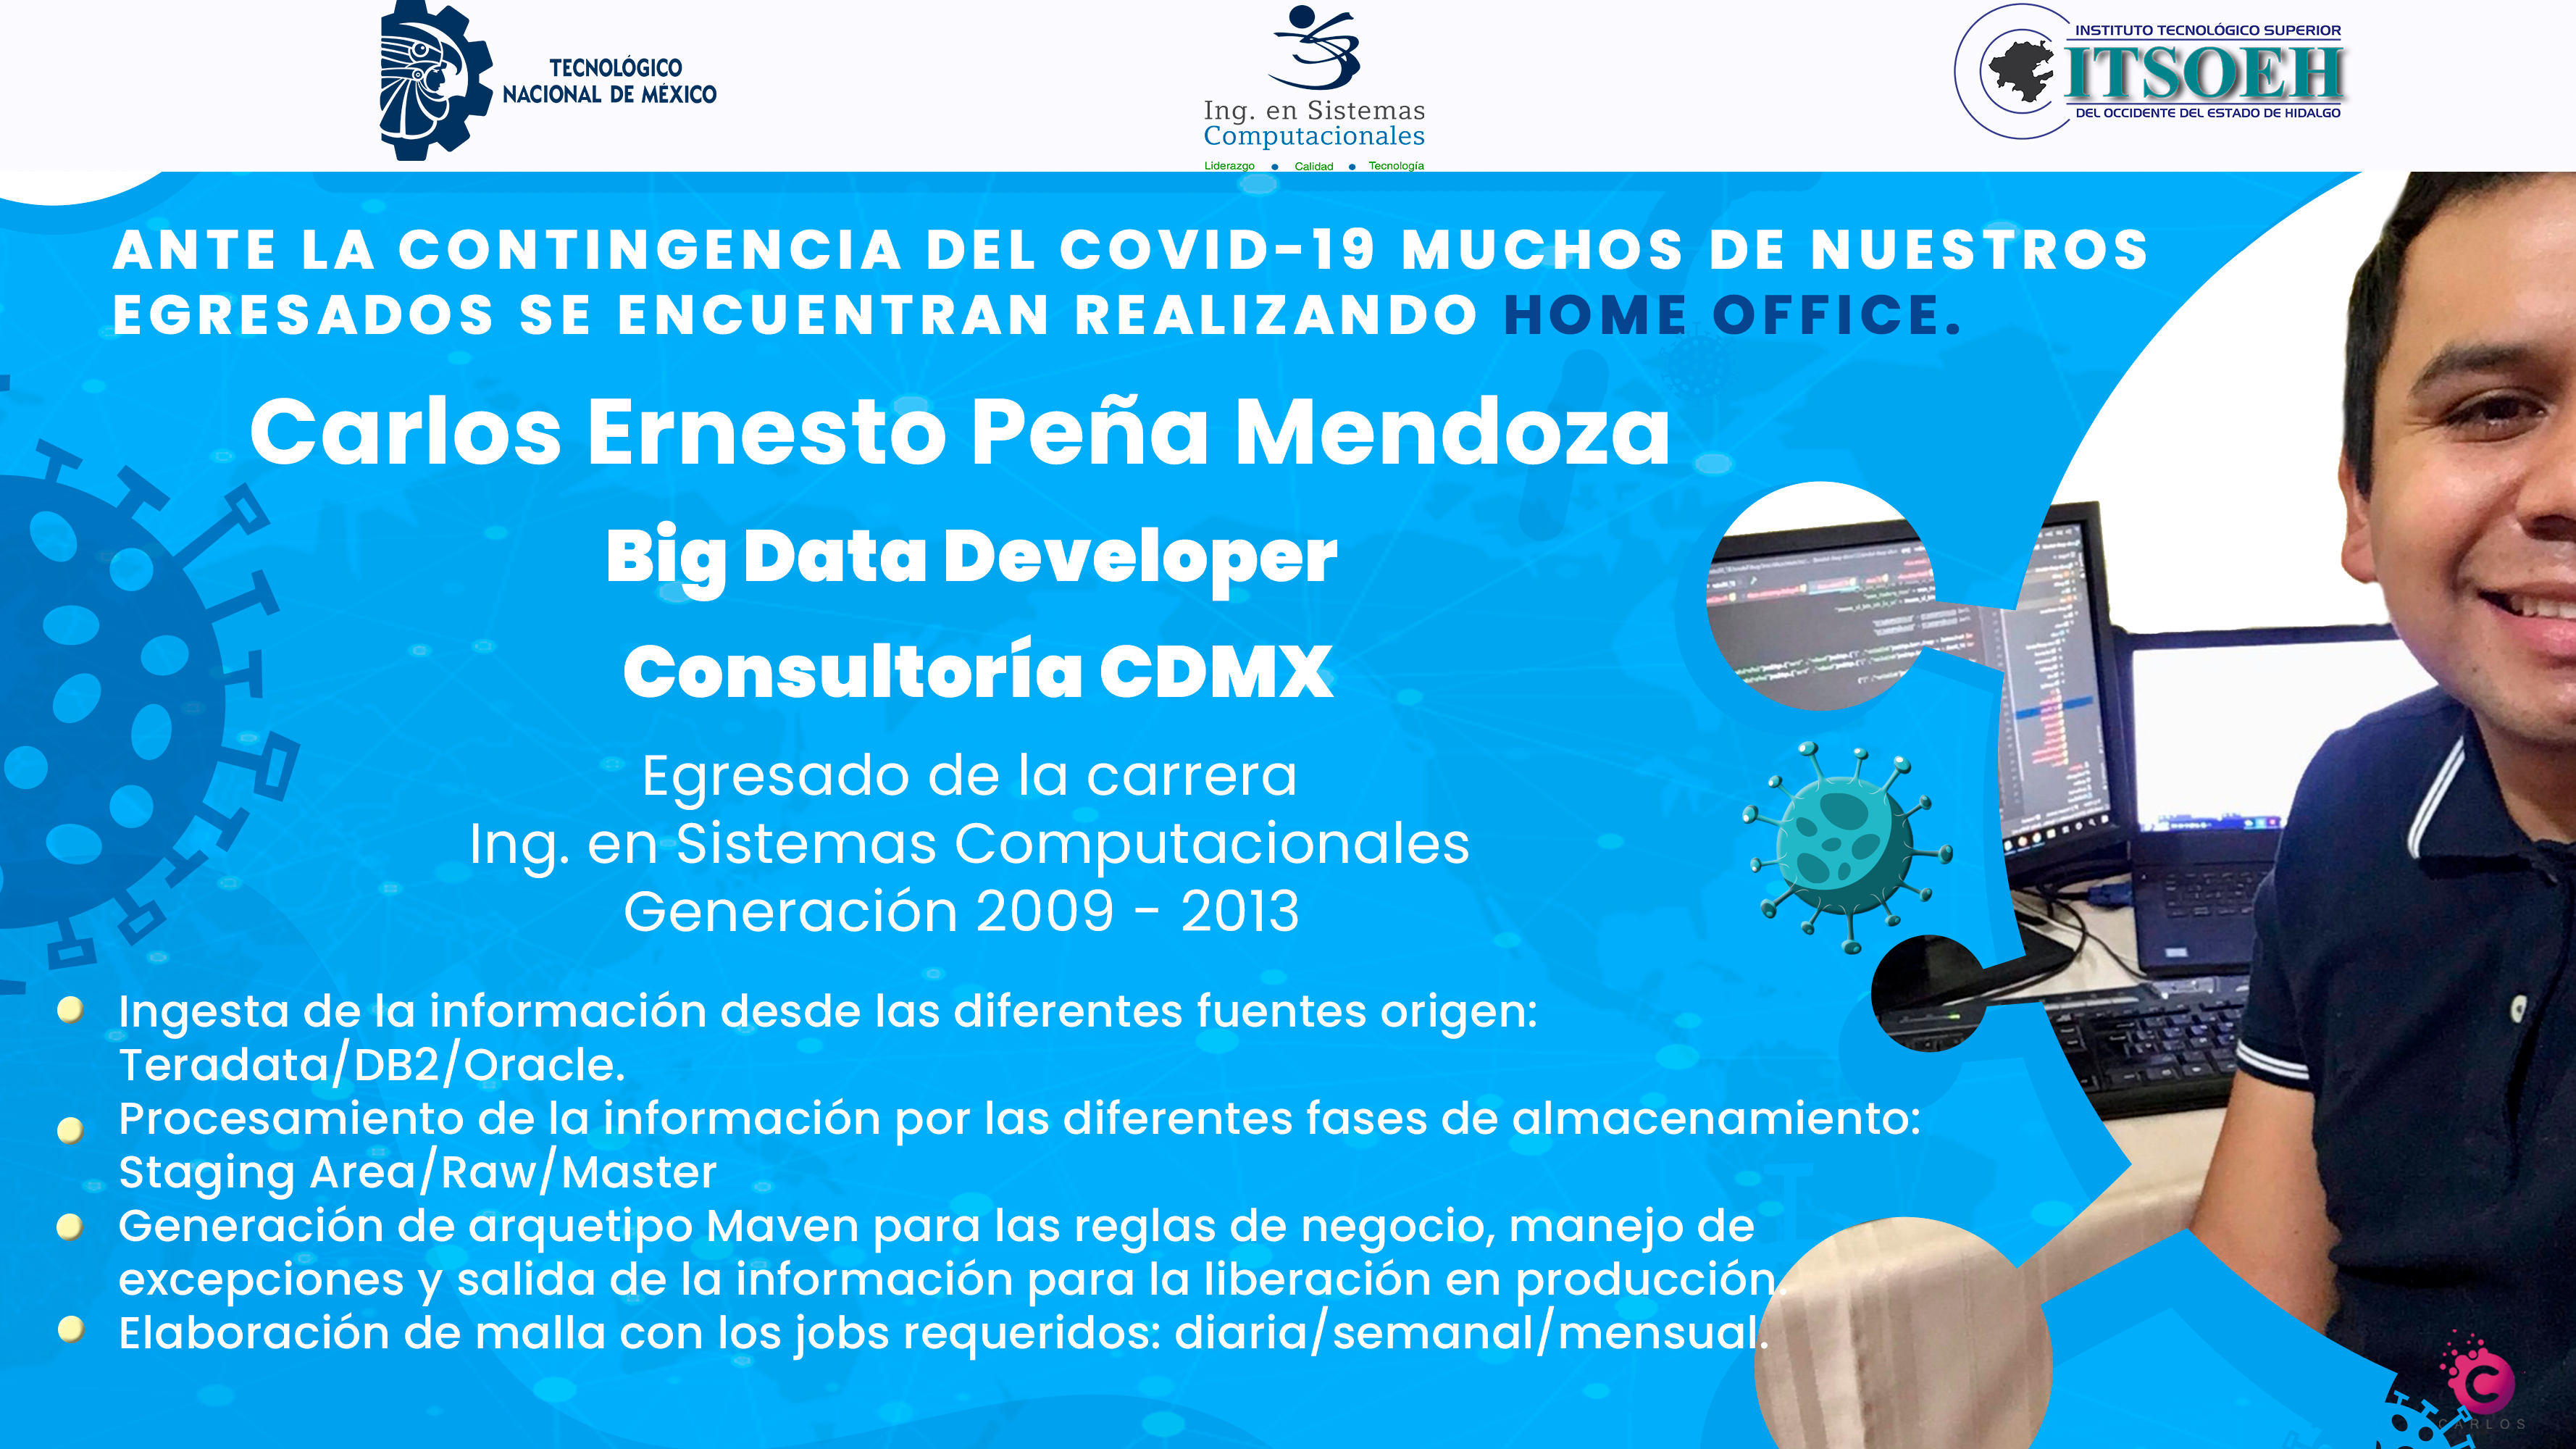 TECNOLÓGICO
NACIONAL DE MÉXICO
Ing. en Sistemas
Computacionales
Liderazgo • Calidad • Tecnología
INSTITUTO TECNOLÓGICO SUPERIOR
ITSOEH
DEL OCCIDENTE DEL ESTADO DE HIDALGO
ANTE LA CONTINGENCIA DEL COVID-19 MUCHOS DE NUESTROS
EGRESADOS SE ENCUENTRAN REALIZANDO HOME OFFICE.
Carlos Ernesto Peña Mendoza
Big Data Developer
Consultoría CDMX
Egresado de la carrera
Ing. en Sistemas Computacionales
Generación 2009 - 2013
Ingesta de la información desde las diferentes fuentes origen:
Teradata/DB2/Oracle.
Procesamiento de la información por las diferentes fases de almacenamiento:
Staging Area/Raw/Master
Generación de arquetipo Maven para las reglas de negocio, manejo de
excepciones y salida de la información para la liberación en producción.
Elaboración de malla con los jobs requeridos: diaria/semanal/mensual.
C
CARLOS